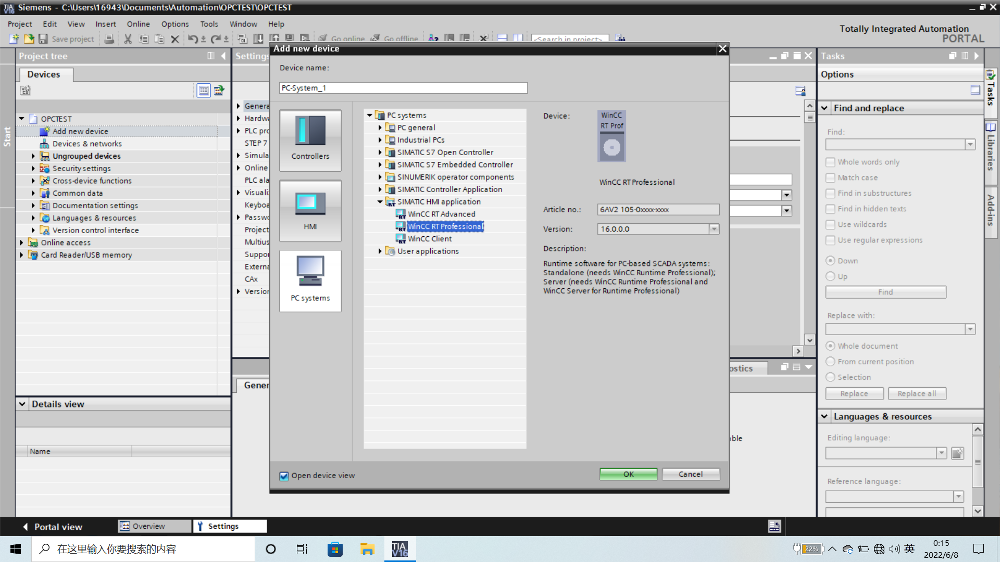 TIA V16 Siemens - C:\Users\16943\Documents\Automation\OPCTEST\OPCTEST
Project Edit View Insert Online Options Tools Window Help
Totally Integrated Automation
PORTAL
Save project
Go online
Go offline
<Search in project>
Project tree
Devices
OPCTEST
Add new device
Devices & networks
Ungrouped devices
Security settings
Cross-device functions
Common data
Documentation settings
Languages & resources
Version control interface
Online access
Card Reader/USB memory
Start
Details view
Name
Settings
Genera
Hardwa
PLC pro
STEP 7
Simula
Online
PLC ala
Visuali
Keyboa
Passwo
Project
Multius
Suppo
Externa
CAx
Version
Gener
ostics
ble
Add new device
Device name:
PC-System_1
Controllers
HMI
PC systems
PC systems
PC general
Industrial PCs
SIMATIC S7 Open Controller
SIMATIC S7 Embedded Controller
SINUMERIK operator components
SIMATIC Controller Application
SIMATIC HMI application
WinCC RT Advanced
WinCC RT Professional
WinCC Client
User applications
Device:
WinCC
RT Prof
WinCC RT Professional
Article no.: 6AV2 105-0xxxx-xxxx
Version: 16.0.0.0
Description:
Runtime software for PC-based SCADA systems:
Standalone (needs WinCC Runtime Professional);
Server (needs WinCC Runtime Professional and
WinCC Server for Runtime Professional)
Open device view
OK
Cancel
Tasks
Options
Find and replace
Find:
Whole words only
Match case
Find in substructures
Find in hidden texts
Use wildcards
Use regular expressions
Down
Up
Find
Replace with:
Whole document
From current position
Selection
Replace
Replace all
Languages & resources
Editing language:
Reference language:
Tasks
Libraries
Add-ins
Portal view
Overview
Settings
在这里输入你要搜索的内容
TIA
V16
22%
英
0:15
2022/6/8